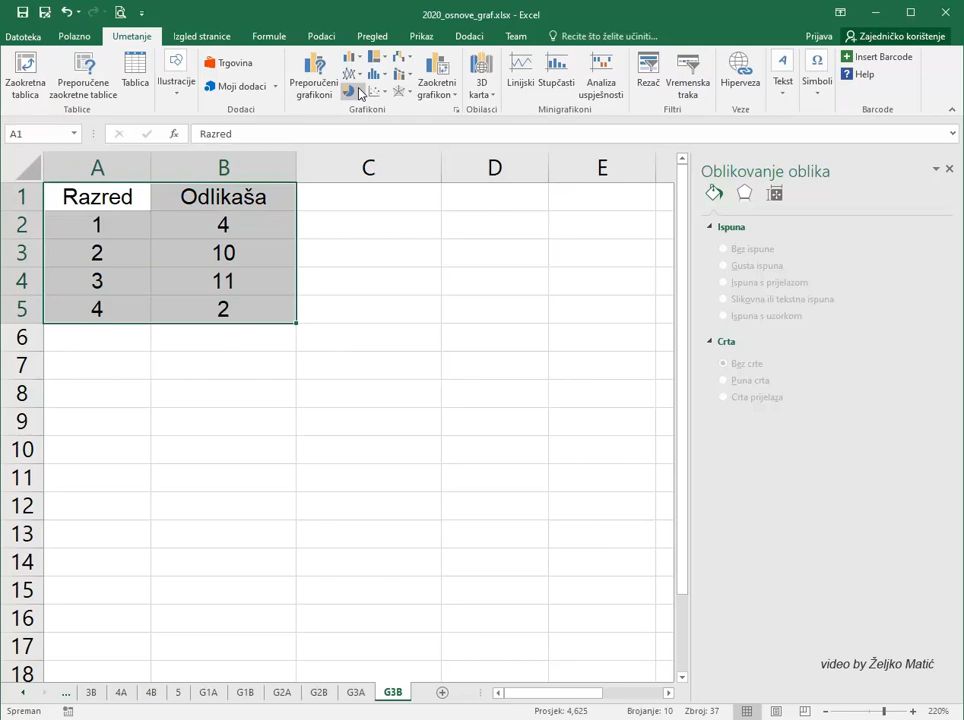 2020_osnove_graf.xlsx - Excel
Datoteka Polazno Umetanje Izgled stranice Formule Podaci Pregled Prikaz Dodaci Team Recite što želite učiniti... Prijava Zajedničko korištenje
Zaokretna tablica
Preporučene zaokretne tablice
Tablica
Ilustracije
Trgovina
Moji dodaci
Preporučeni grafikoni
Zaokretni grafikon
3D karta
Linijski
Stupčasti
Analiza uspješnosti
Rezač
Vremenska traka
Hiperveza
Tekst
Simboli
Insert Barcode
Help
Tablice Dodaci Grafikoni Obilasci Minigrafikoni Filtri Veze Barcode
A1 fx Razred
A B C D E
1 Razred Odlikaša
2 1 4
3 2 10
4 3 11
5 4 2
6
7
8
9
10
11
12
13
14
15
16
17
18
Oblikovanje oblika
Ispuna
Bez ispune
Gusta ispuna
Ispuna s prijelazom
Slikovna ili tekstna ispuna
Ispuna s uzorkom
Crta
Bez crte
Puna crta
Crta prijelaza
video by Željko Matić
... 3B 4A 4B 5 G1A G1B G2A G2B G3A G3B
Spreman Prosjek: 4,625 Brojanje: 10 Zbroj: 37 220%